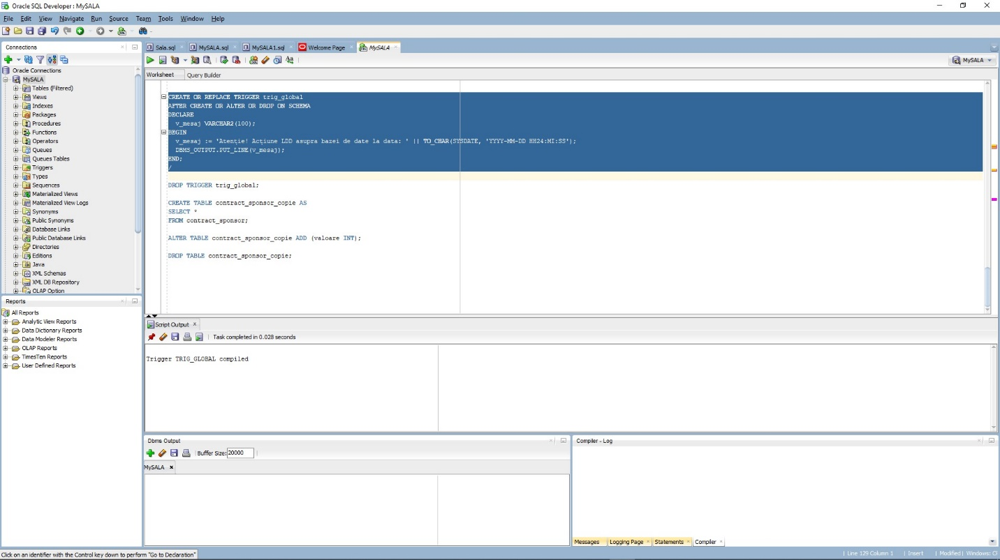 Oracle SQL Developer : MySALA
File Edit View Navigate Run Source Team Tools Window Help
Connections
Oracle Connections
MySALA
Tables (Filtered)
Views
Indexes
Packages
Procedures
Functions
Operators
Queues
Queues Tables
Triggers
Types
Sequences
Materialized Views
Materialized View Logs
Synonyms
Public Synonyms
Database Links
Public Database Links
Directories
Editions
Java
XML Schemas
XML DB Repository
OLAP Option
Reports
All Reports
Analytic View Reports
Data Dictionary Reports
Data Modeler Reports
OLAP Reports
TimesTen Reports
User Defined Reports
Sala.sql MySALA.sql MySALA1.sql Welcome Page MySALA
MySALA
Worksheet Query Builder
CREATE OR REPLACE TRIGGER trig_global
AFTER CREATE OR ALTER OR DROP ON SCHEMA
DECLARE
v_mesaj VARCHAR2(100);
BEGIN
v_mesaj := 'Atenție! Acțiune LDD asupra bazei de date la data: ' || TO_CHAR(SYSDATE, 'YYYY-MM-DD HH24:MI:SS');
DBMS_OUTPUT.PUT_LINE(v_mesaj);
END;
/
DROP TRIGGER trig_global;
CREATE TABLE contract_sponsor_copie AS
SELECT *
FROM contract_sponsor;
ALTER TABLE contract_sponsor_copie ADD (valoare INT);
DROP TABLE contract_sponsor_copie;
Script Output
Task completed in 0.028 seconds
Trigger TRIG_GLOBAL compiled
Dbms Output
Buffer Size: 20000
MySALA
Compiler - Log
Messages Logging Page Statements Compiler
Click on an identifier with the Control key down to perform "Go to Declaration"
Line 129 Column 1 | Insert | Modified | Windows: Cl